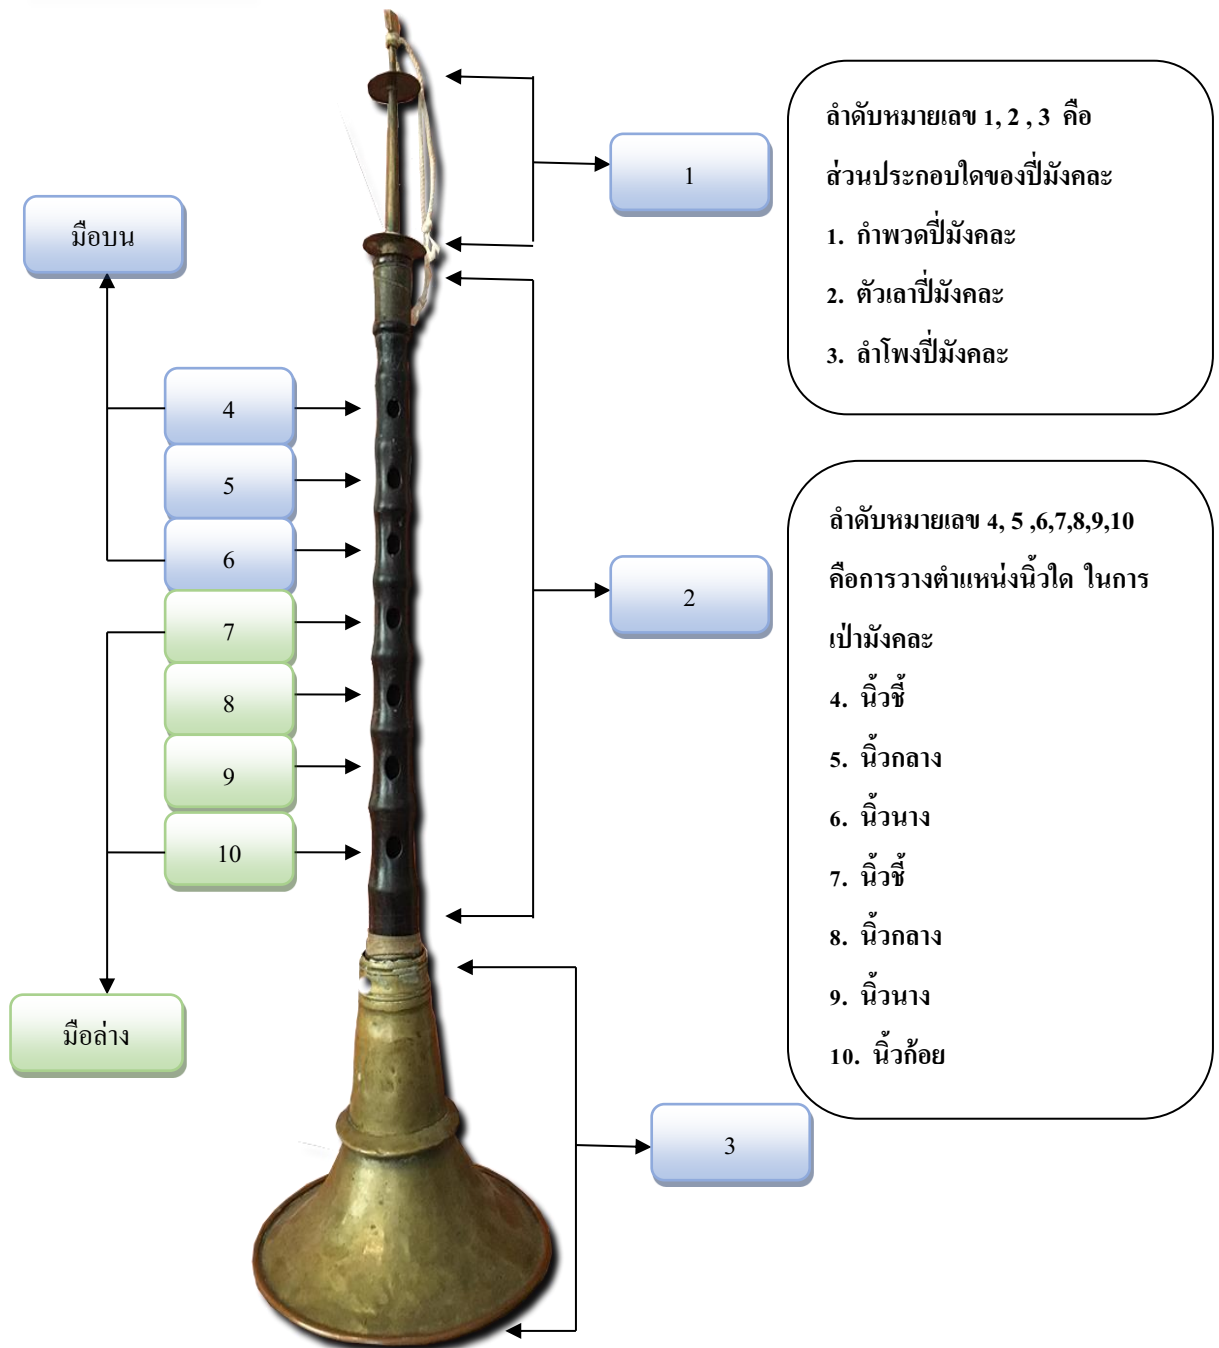 1
ลำดับหมายเลข 1, 2 , 3 คือ
ส่วนประกอบใดของปี่มังคละ
1. กำพวดปี่มังคละ
2. ตัวเลาปี่มังคละ
3. ลำโพงปี่มังคละ
มือบน
4
5
6
7
8
9
10
มือล่าง
2
ลำดับหมายเลข 4, 5 ,6,7,8,9,10
คือการวางตำแหน่งนิ้วใด ในการ
เป่ามังคละ
4. นิ้วชี้
5. นิ้วกลาง
6. นิ้วนาง
7. นิ้วชี้
8. นิ้วกลาง
9. นิ้วนาง
10. นิ้วก้อย
3